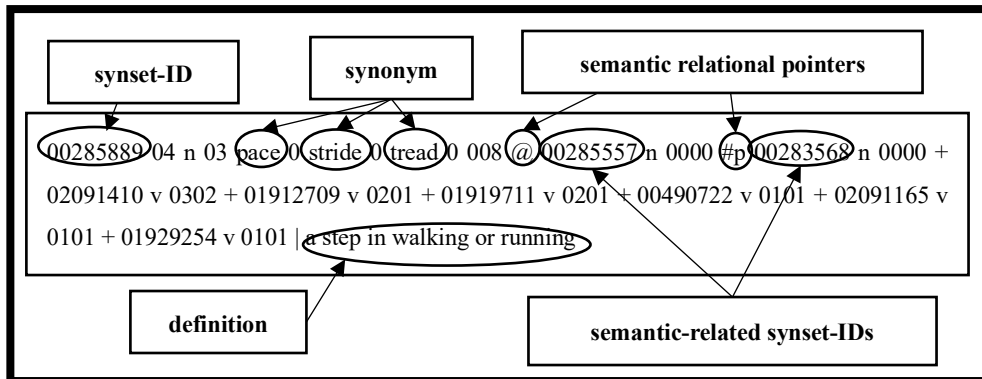 synset-ID
synonym
semantic relational pointers
00285889 04 n 03 pace 0 stride 0 tread 0 008 @ 00285557 n 0000 #p 00283568 n 0000 +
02091410 v 0302 + 01912709 v 0201 + 01919711 v 0201 + 00490722 v 0101 + 02091165 v
0101 + 01929254 v 0101 | a step in walking or running
definition
semantic-related synset-IDs